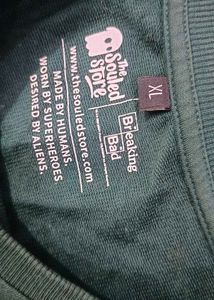 The
Souled
Store
www.thesouledstore.com
MADE BY HUMANS.
WORN BY SUPERHEROES
DESIRED BY ALIENS.
XL
Breaking
Bad